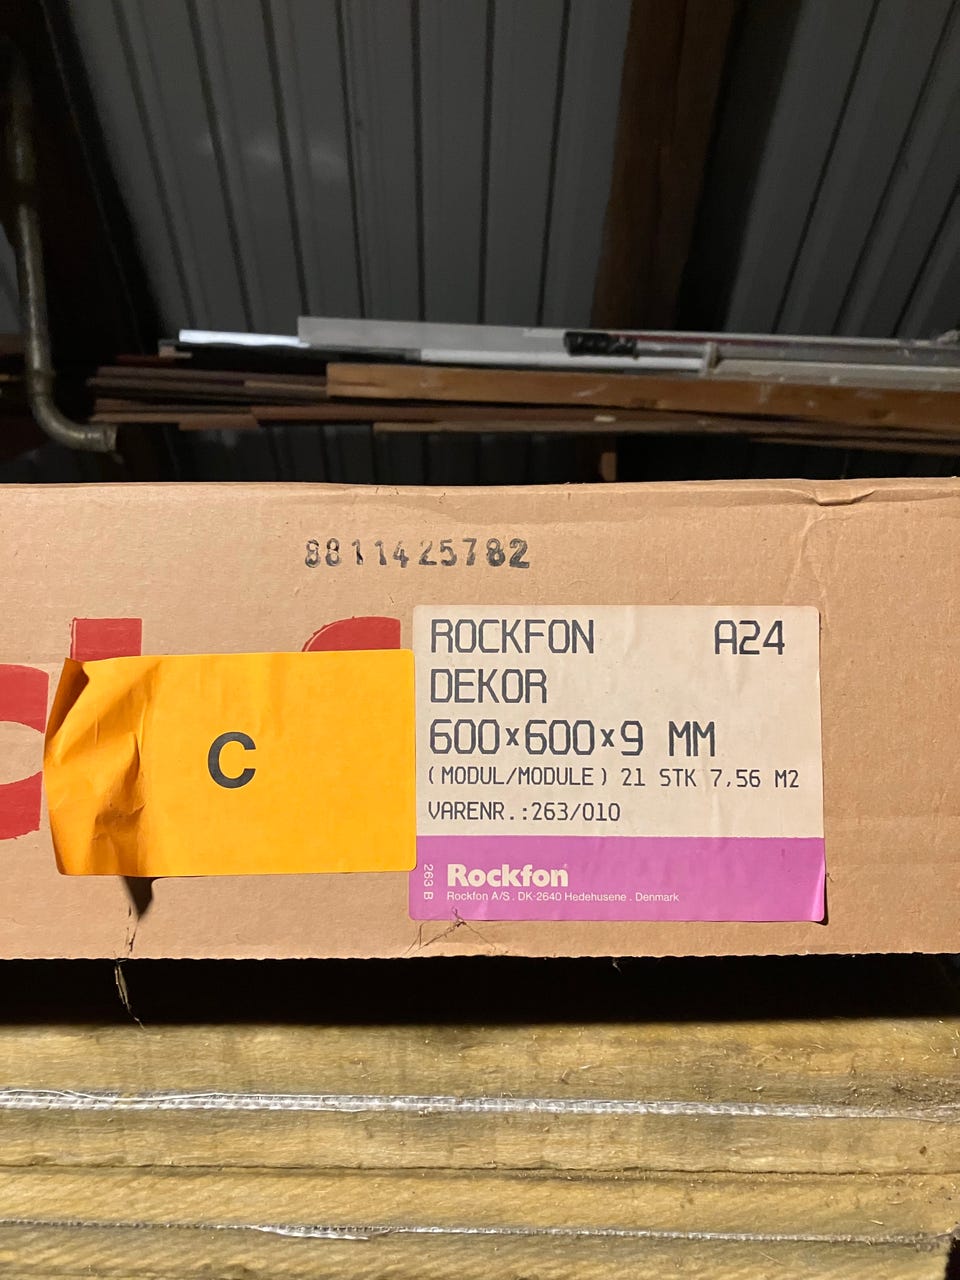 8811425782
ROCKFON A24
DEKOR
600×600×9 MM
(MODUL/MODULE) 21 STK 7,56 M2
VARENR.:263/010
C
263 B
Rockfon
Rockfon A/S . DK-2640 Hedehusene . Denmark